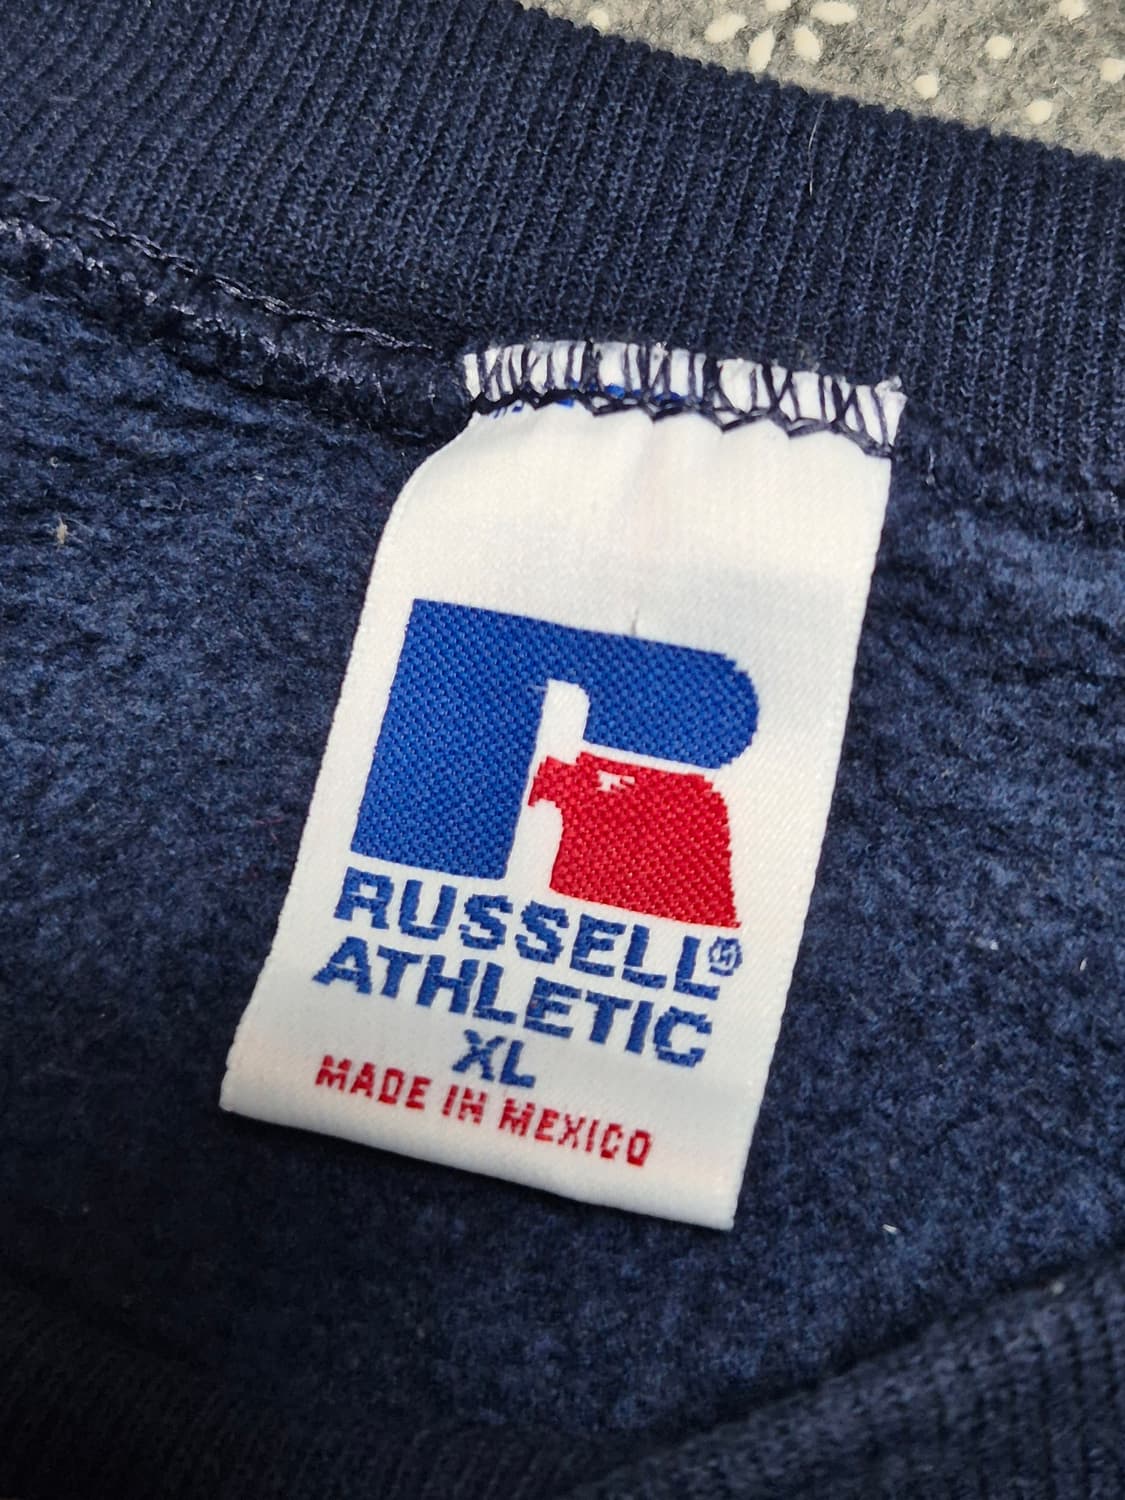 RUSSELL®
ATHLETIC
XL
MADE IN MEXICO